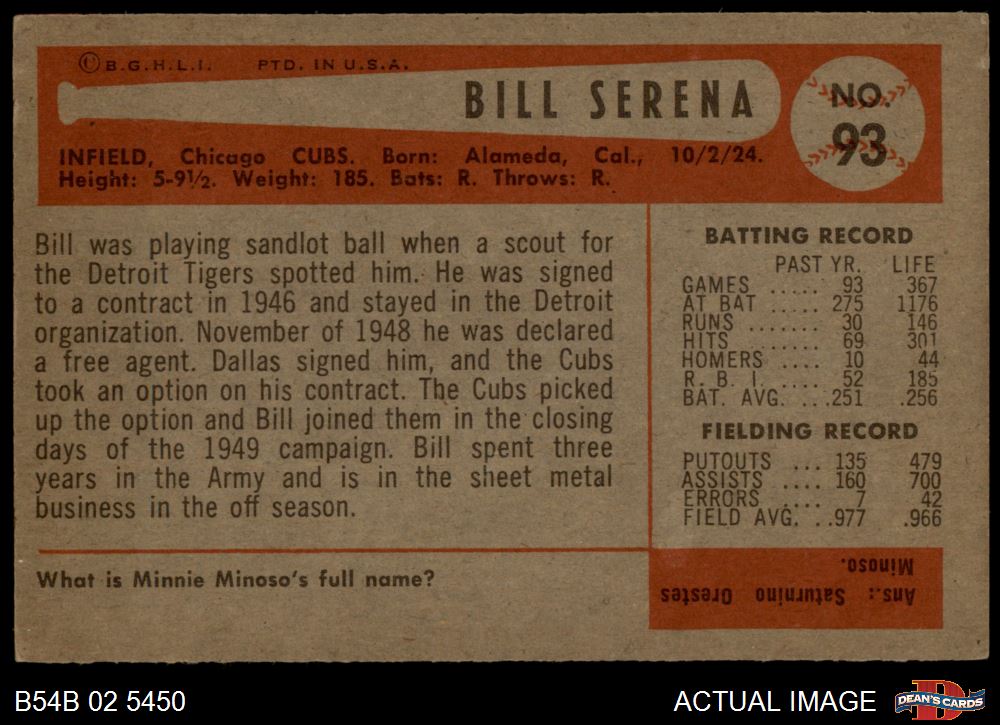 © B.G.H.L.I. PTD. IN U.S.A.
BILL SERENA
NO.
93
INFIELD, Chicago CUBS. Born: Alameda, Cal., 10/2/24.
Height: 5-9½. Weight: 185. Bats: R. Throws: R.
Bill was playing sandlot ball when a scout for
the Detroit Tigers spotted him. He was signed
to a contract in 1946 and stayed in the Detroit
organization. November of 1948 he was declared
a free agent. Dallas signed him, and the Cubs
took an option on his contract. The Cubs picked
up the option and Bill joined them in the closing
days of the 1949 campaign. Bill spent three
years in the Army and is in the sheet metal
business in the off season.
BATTING RECORD
PAST YR. LIFE
GAMES ..... 93 367
AT BAT ..... 275 1176
RUNS ....... 30 146
HITS ....... 69 301
HOMERS .... 10 44
R. B. I. .... 52 185
BAT. AVG. ...251 .256
FIELDING RECORD
PUTOUTS ... 135 479
ASSISTS .... 160 700
ERRORS .... 7 42
FIELD AVG. ..977 .966
What is Minnie Minoso's full name?
Ans.: Saturnino Orestes
Minoso.
B54B 02 5450
ACTUAL IMAGE
DEAN'S CARDS